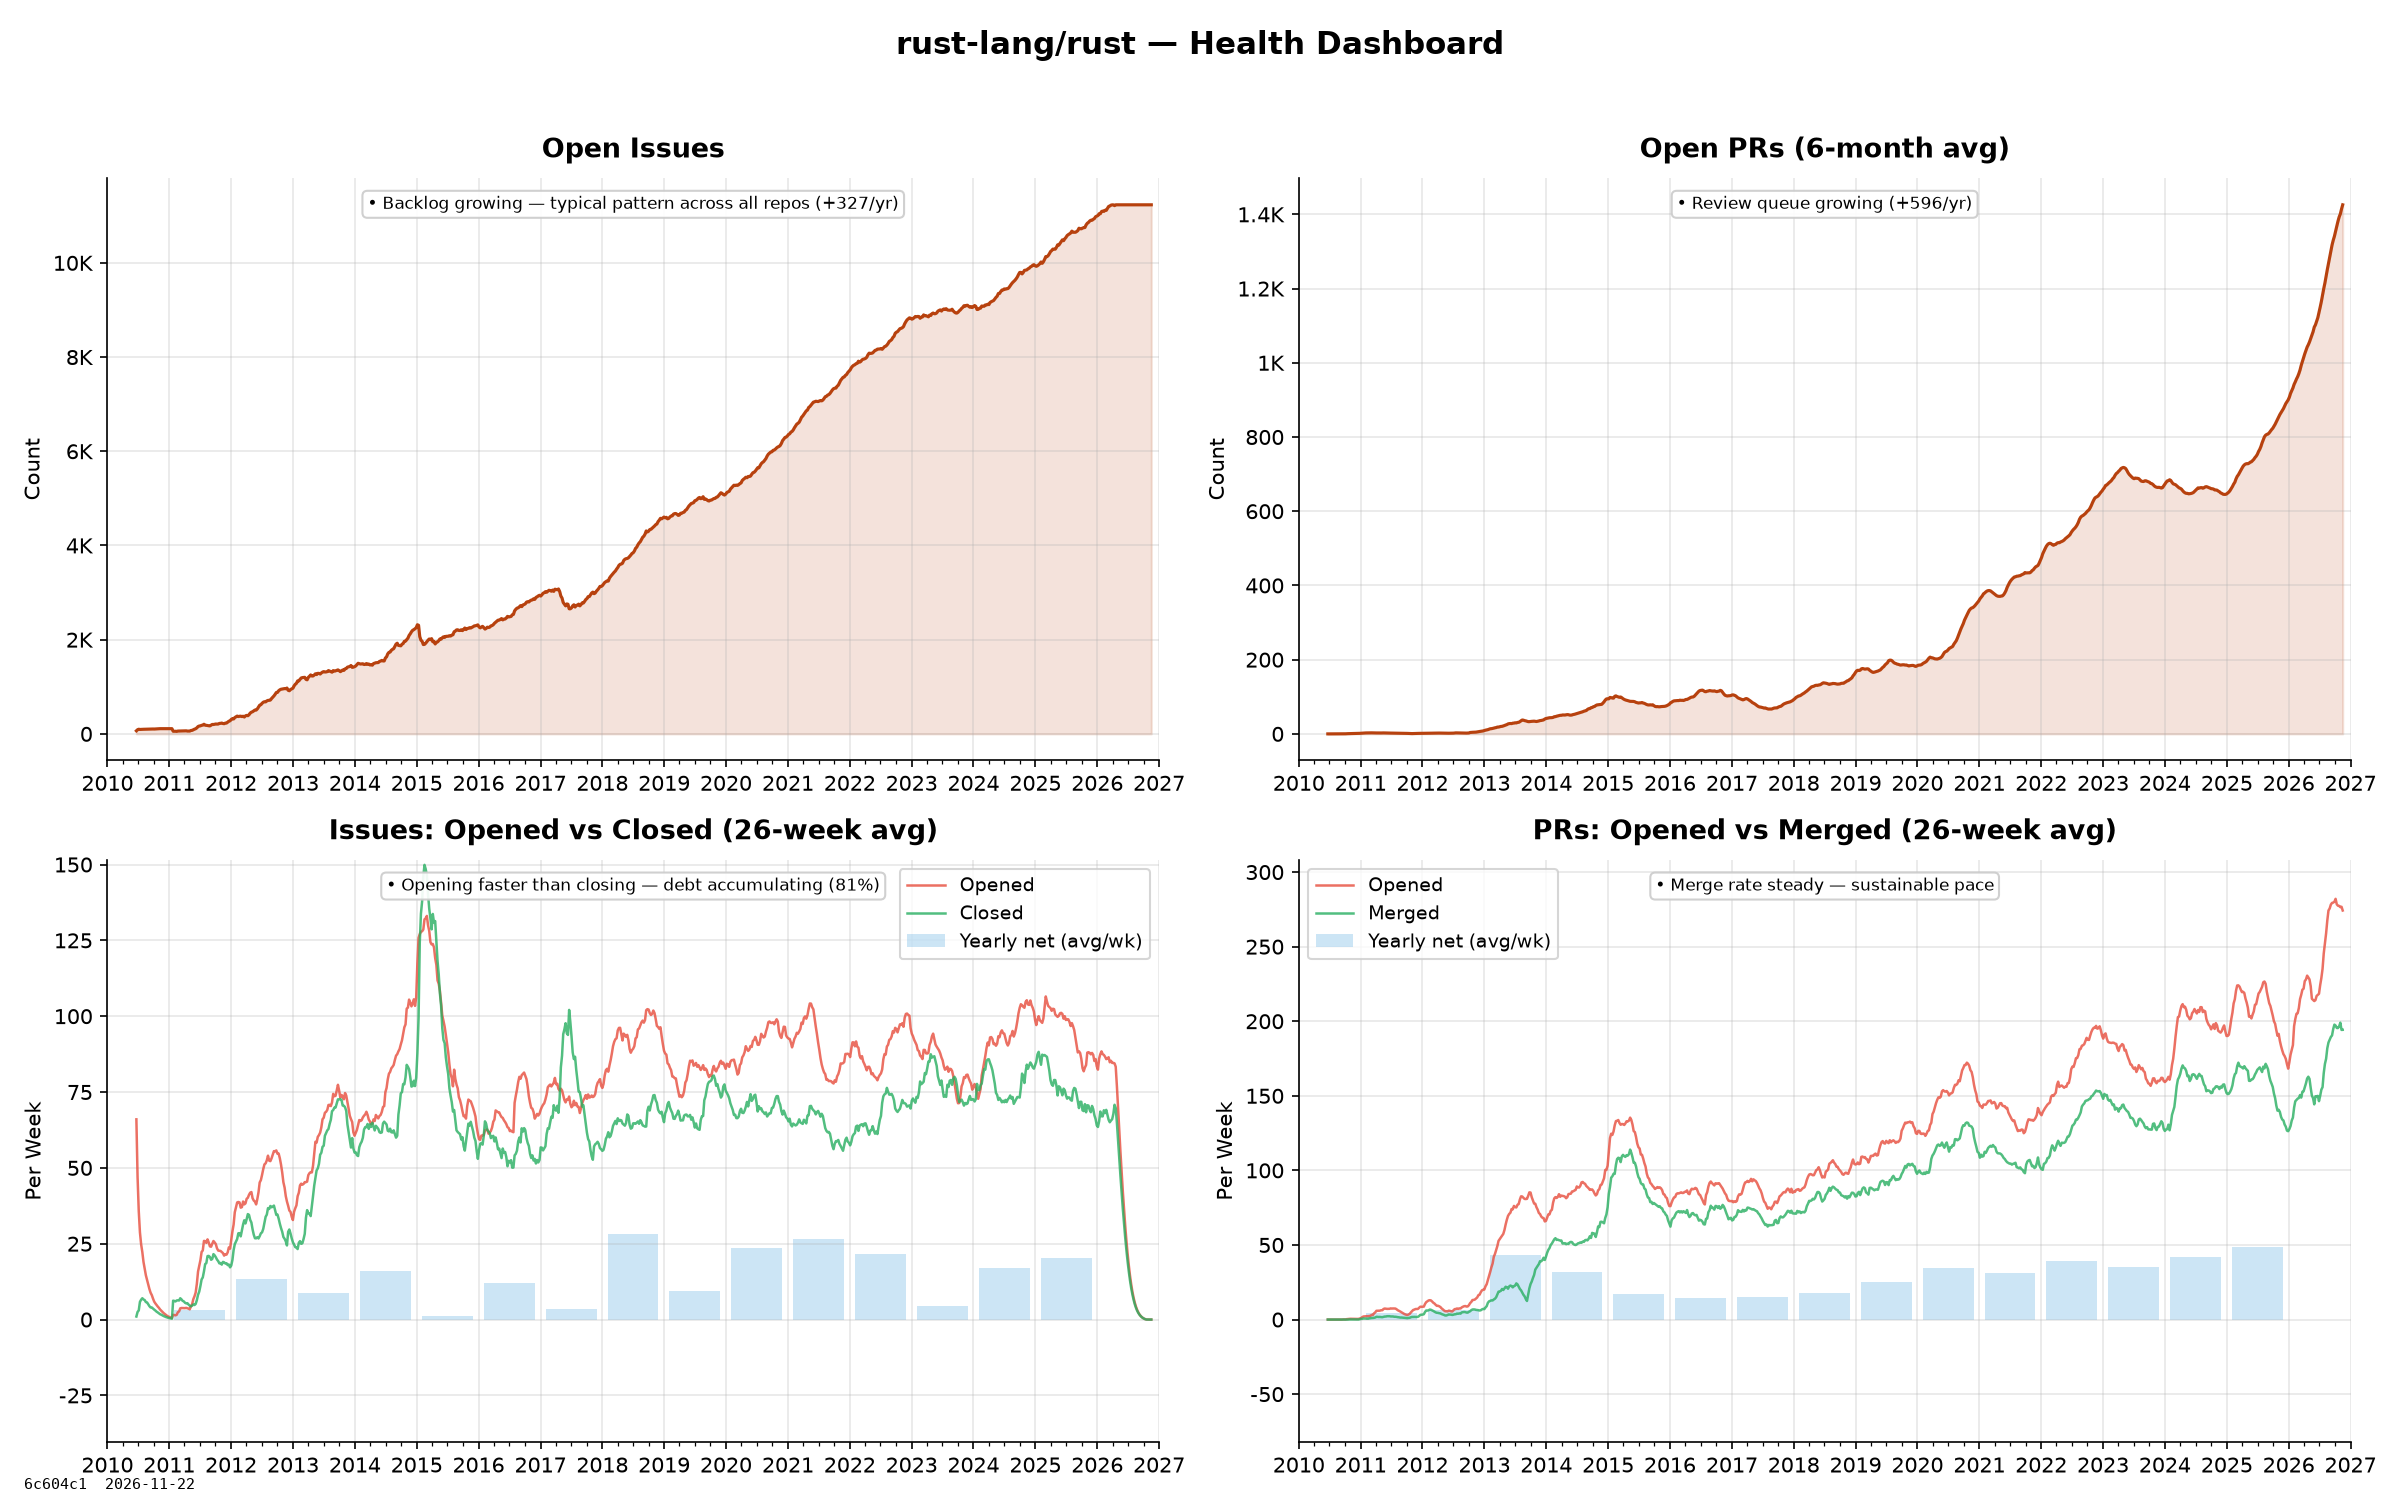 rust-lang/rust — Health Dashboard
Open Issues
• Backlog growing — typical pattern across all repos (+327/yr)
Count
10K
8K
6K
4K
2K
0
2010 2011 2012 2013 2014 2015 2016 2017 2018 2019 2020 2021 2022 2023 2024 2025 2026 2027
Open PRs (6-month avg)
• Review queue growing (+596/yr)
Count
1.4K
1.2K
1K
800
600
400
200
0
2010 2011 2012 2013 2014 2015 2016 2017 2018 2019 2020 2021 2022 2023 2024 2025 2026 2027
Issues: Opened vs Closed (26-week avg)
• Opening faster than closing — debt accumulating (81%)
Opened
Closed
Yearly net (avg/wk)
Per Week
150
125
100
75
50
25
0
-25
2010 2011 2012 2013 2014 2015 2016 2017 2018 2019 2020 2021 2022 2023 2024 2025 2026 2027
PRs: Opened vs Merged (26-week avg)
Opened
Merged
Yearly net (avg/wk)
• Merge rate steady — sustainable pace
Per Week
300
250
200
150
100
50
0
-50
2010 2011 2012 2013 2014 2015 2016 2017 2018 2019 2020 2021 2022 2023 2024 2025 2026 2027
6c604c1 2026-11-22